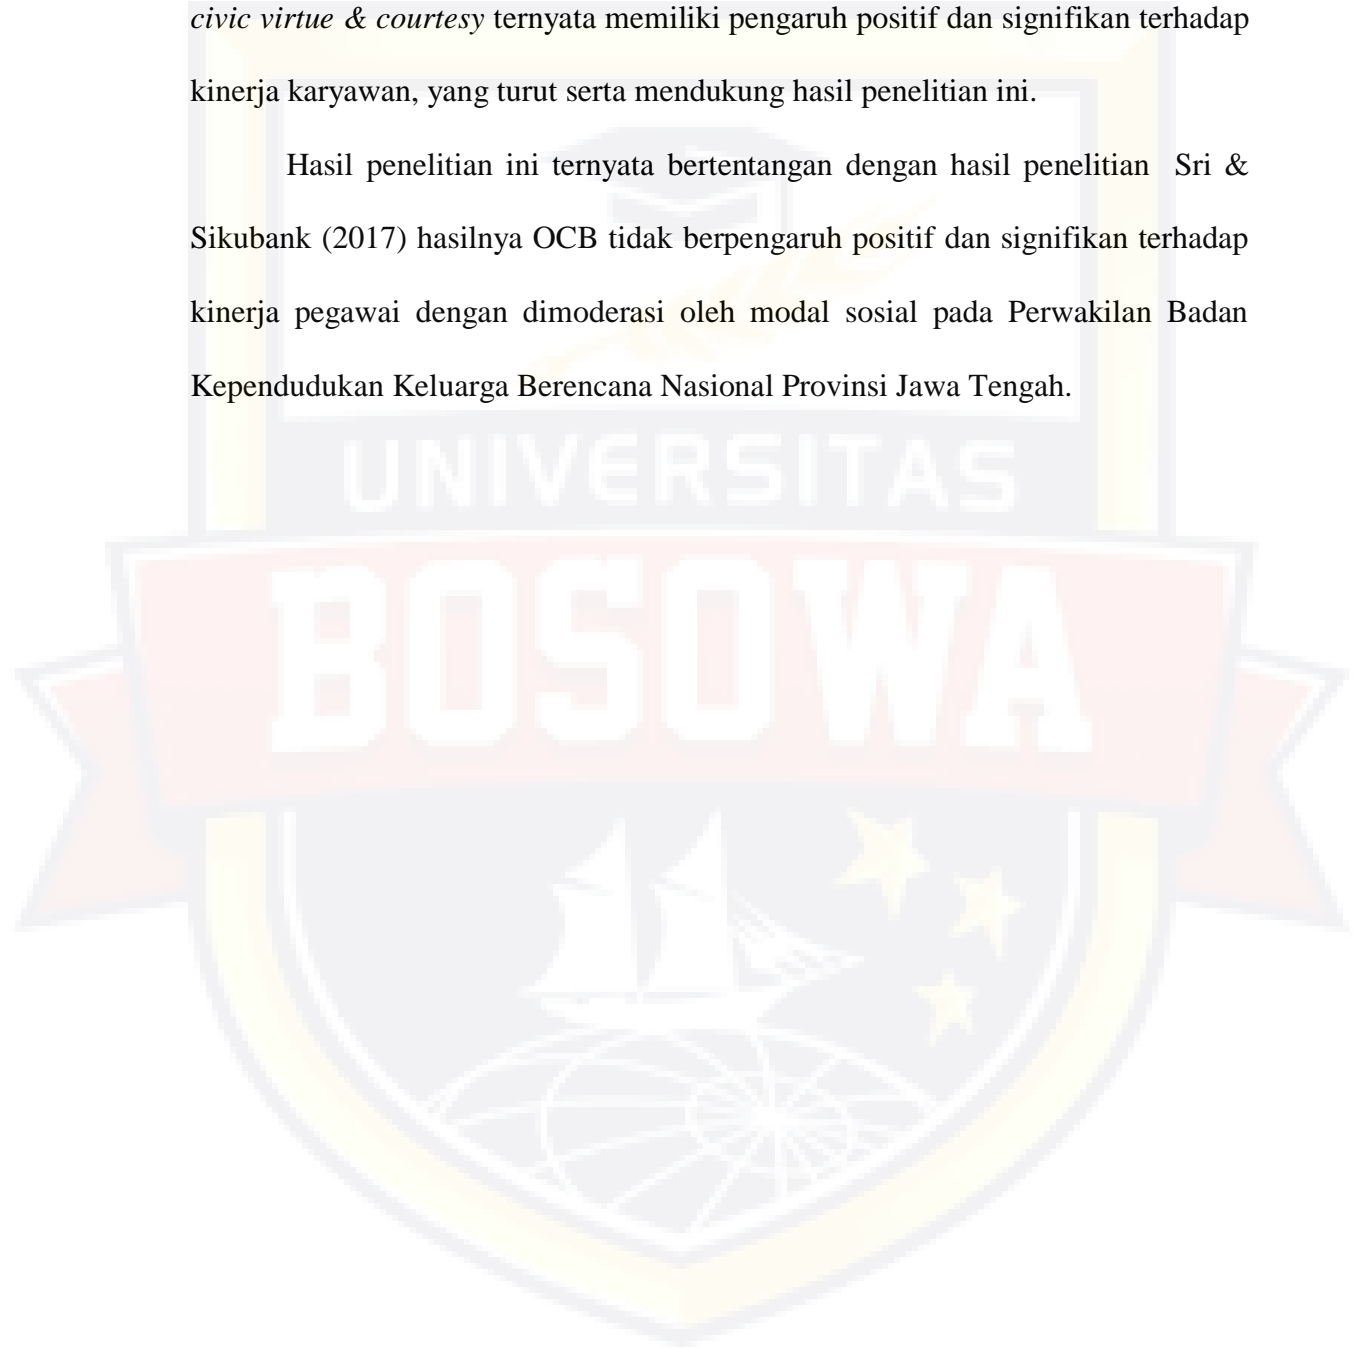 civic virtue & courtesy ternyata memiliki pengaruh positif dan signifikan terhadap
kinerja karyawan, yang turut serta mendukung hasil penelitian ini.
Hasil penelitian ini ternyata bertentangan dengan hasil penelitian Sri &
Sikubank (2017) hasilnya OCB tidak berpengaruh positif dan signifikan terhadap
kinerja pegawai dengan dimoderasi oleh modal sosial pada Perwakilan Badan
Kependudukan Keluarga Berencana Nasional Provinsi Jawa Tengah.
UNIVERSITAS
BOSOWA